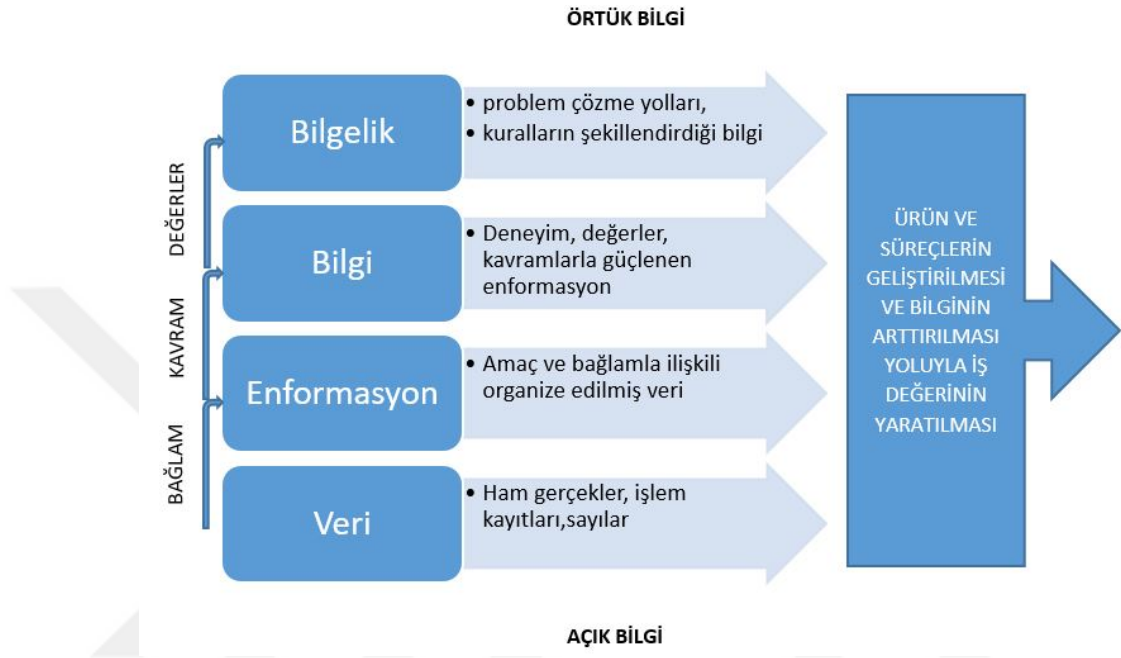 ÖRTÜK BİLGİ
DEĞERLER
KAVRAM
BAĞLAM
Bilgelik
• problem çözme yolları,
• kuralların şekillendirdiği bilgi
Bilgi
• Deneyim, değerler,
kavramlarla güçlenen
enformasyon
Enformasyon
• Amaç ve bağlamla ilişkili
organize edilmiş veri
Veri
• Ham gerçekler, işlem
kayıtları,sayılar
ÜRÜN VE
SÜREÇLERİN
GELİŞTİRİLMESİ
VE BİLGİNİN
ARTTIRILMASI
YOLUYLA İŞ
DEĞERİNİN
YARATILMASI
AÇIK BİLGİ